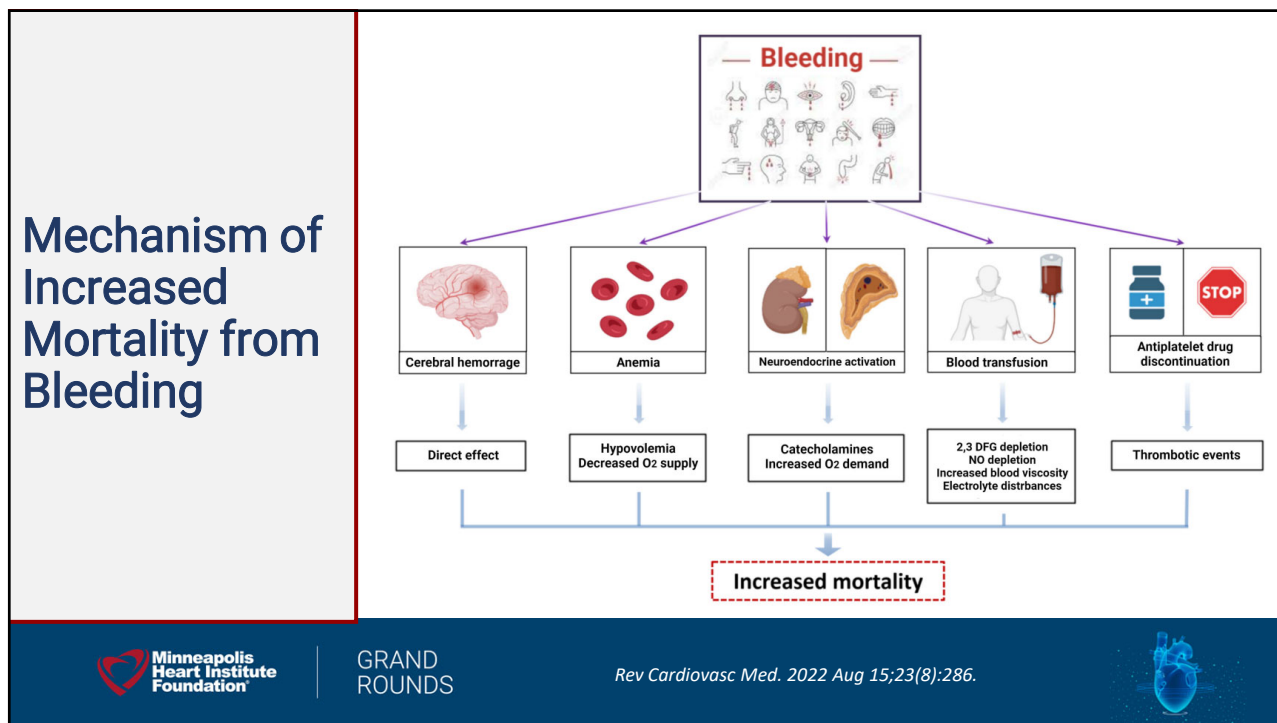 Mechanism of
Increased
Mortality from
Bleeding
Bleeding
Cerebral hemorrage
Anemia
Neuroendocrine activation
Blood transfusion
STOP
Antiplatelet drug
discontinuation
Direct effect
Hypovolemia
Decreased O2 supply
Catecholamines
Increased O2 demand
2,3 DFG depletion
NO depletion
Increased blood viscosity
Electrolyte distrbances
Thrombotic events
Increased mortality
Minneapolis
Heart Institute
Foundation®
GRAND
ROUNDS
Rev Cardiovasc Med. 2022 Aug 15;23(8):286.